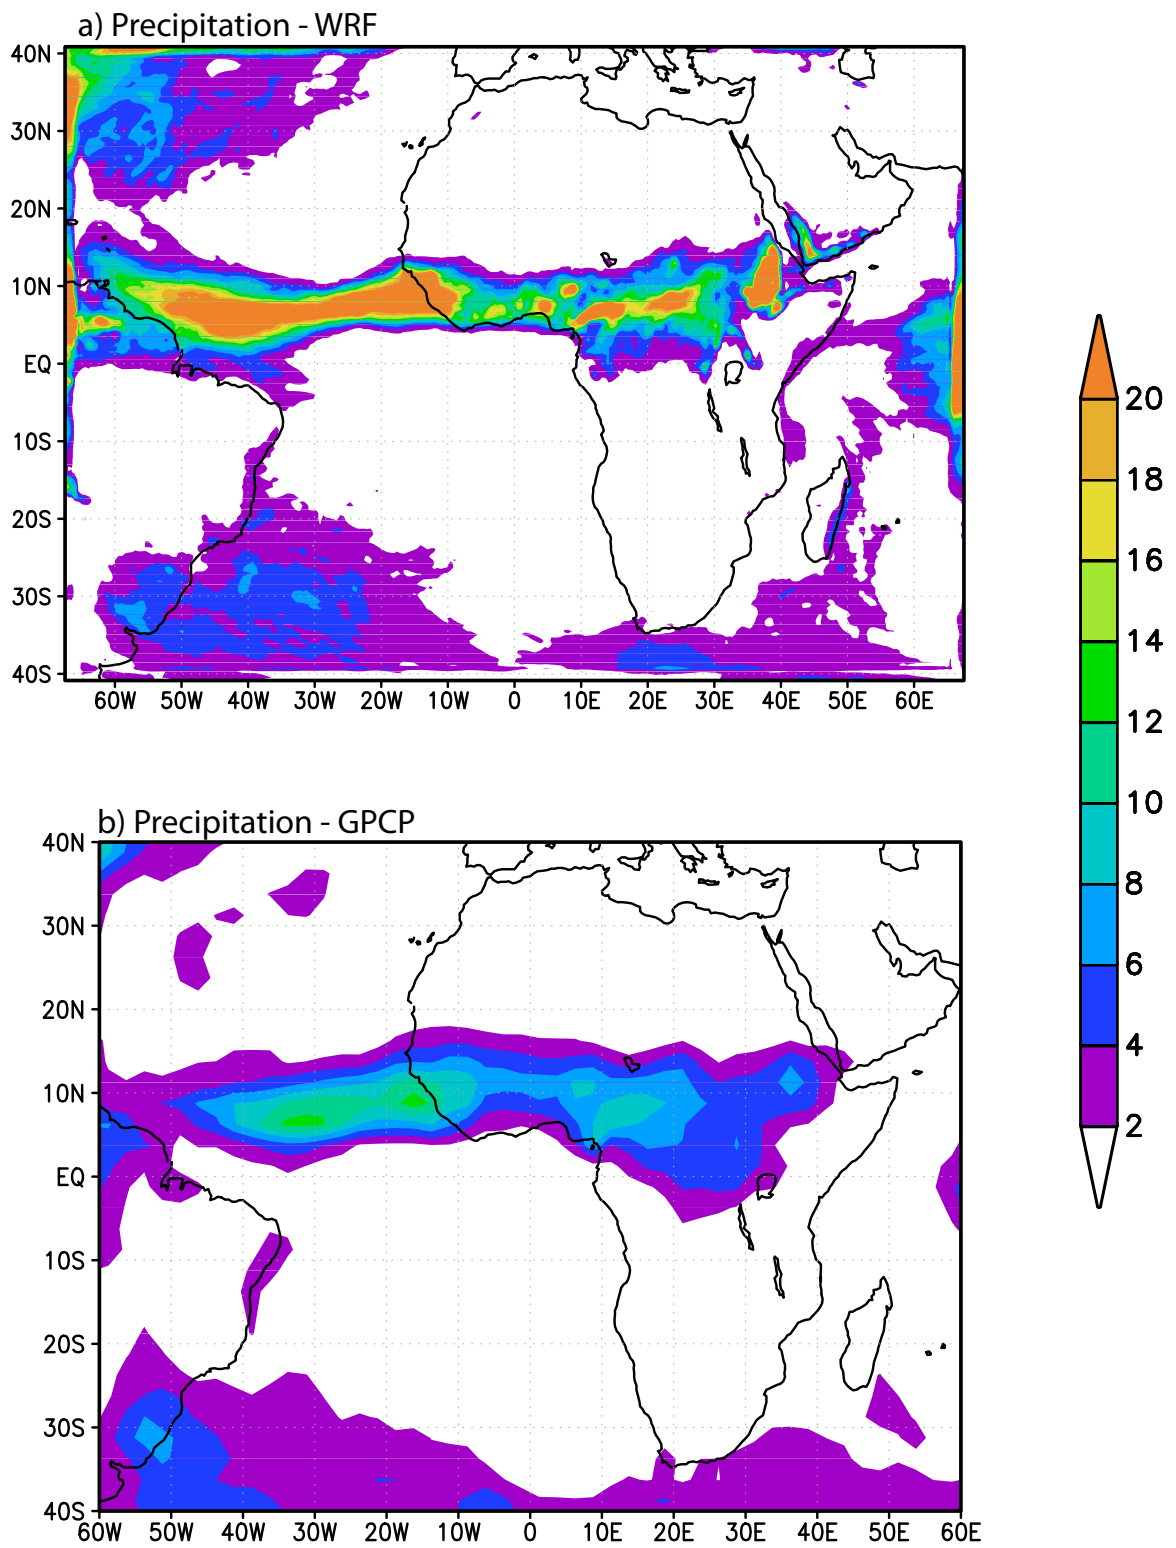 a) Precipitation - WRF
40N
30N
20N
10N
EQ
10S
20S
30S
40S
60W 50W 40W 30W 20W 10W 0 10E 20E 30E 40E 50E 60E
20
18
16
14
12
10
8
6
4
2
b) Precipitation - GPCP
40N
30N
20N
10N
EQ
10S
20S
30S
40S
60W 50W 40W 30W 20W 10W 0 10E 20E 30E 40E 50E 60E